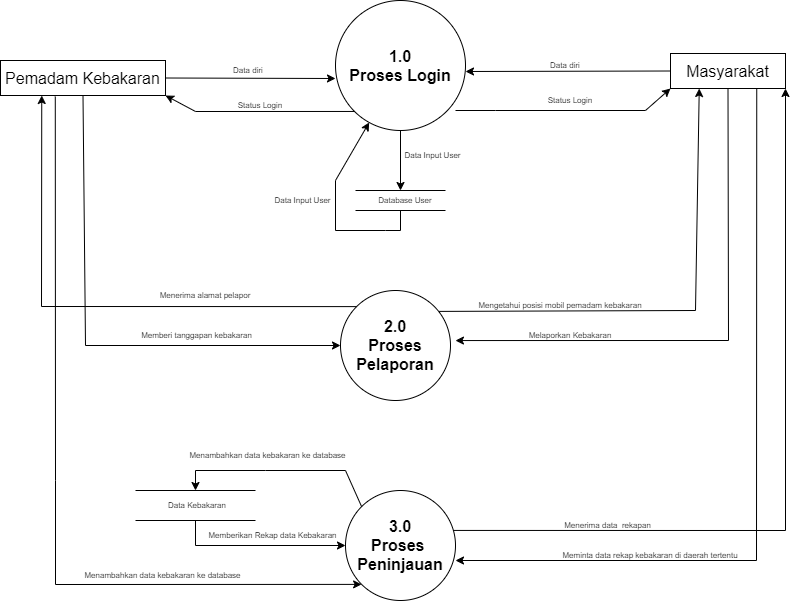 1.0
Proses Login
Pemadam Kebakaran
Masyarakat
Data diri
Data diri
Status Login
Status Login
Data Input User
Data Input User
Database User
Menerima alamat pelapor
Mengetahui posisi mobil pemadam kebakaran
2.0
Proses
Pelaporan
Memberi tanggapan kebakaran
Melaporkan Kebakaran
Menambahkan data kebakaran ke database
Data Kebakaran
3.0
Proses
Peninjauan
Menerima data rekapan
Memberikan Rekap data Kebakaran
Meminta data rekap kebakaran di daerah tertentu
Menambahkan data kebakaran ke database